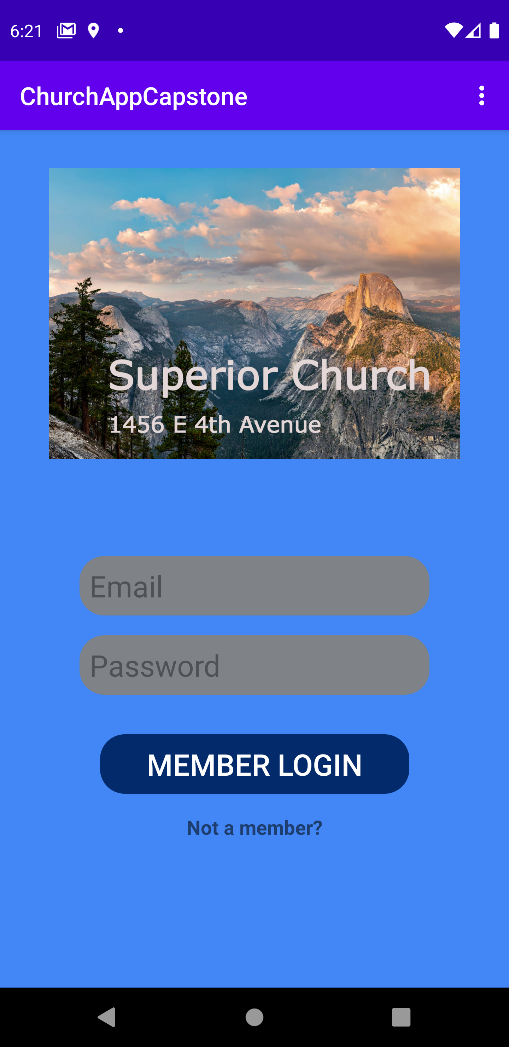 6:21
ChurchAppCapstone
Superior Church
1456 E 4th Avenue
Email
Password
MEMBER LOGIN
Not a member?